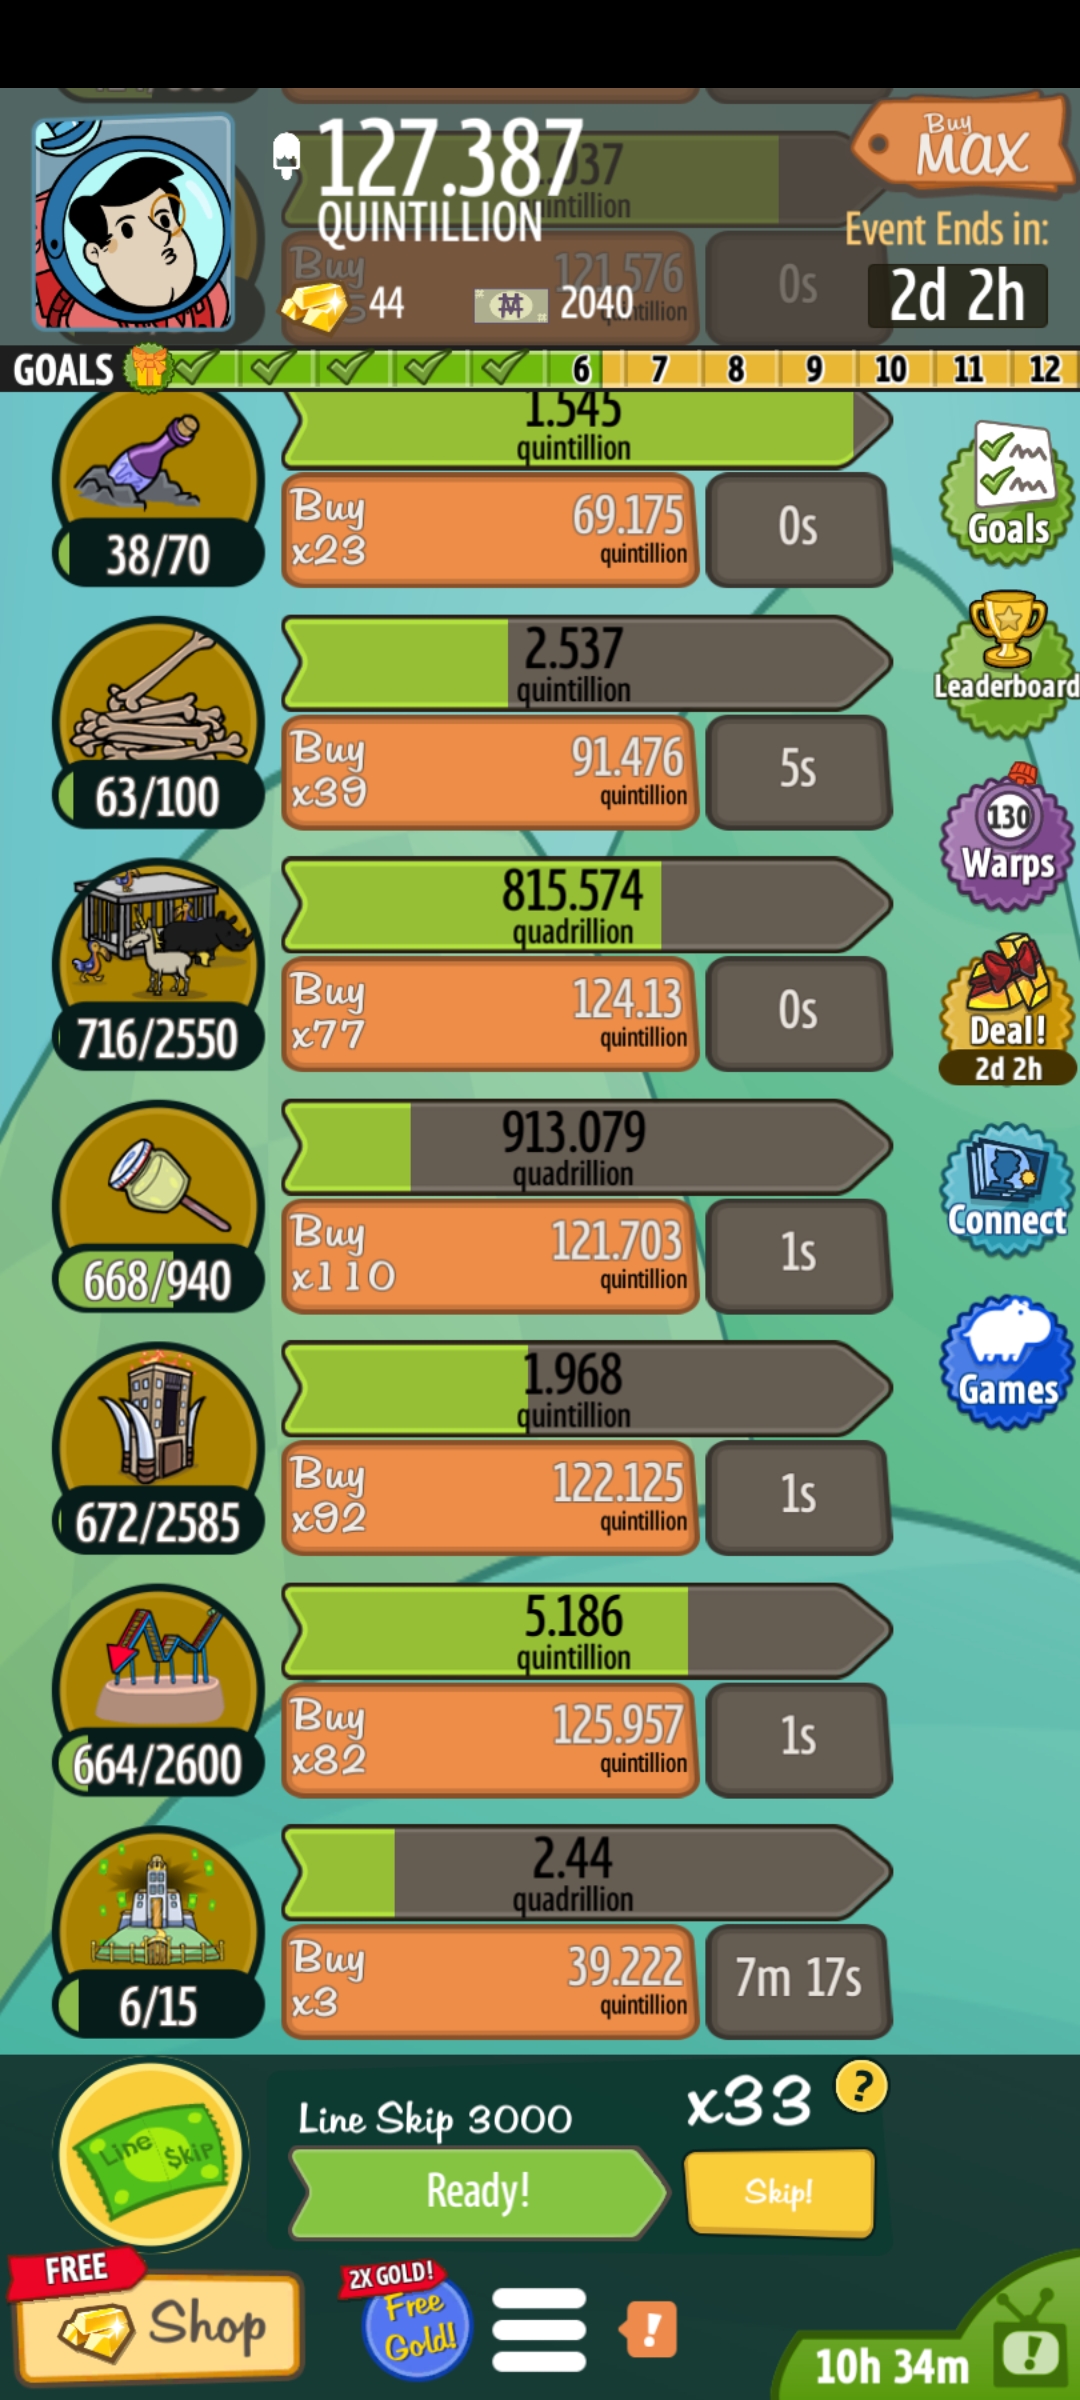 127.387
QUINTILLION
Buy
MAX
Event Ends in:
2d 2h
Buy
121.576
0s
44
2040
GOALS 6 7 8 9 10 11 12
1.545
quintillion
38/70
Buy
x23
69.175
quintillion
0s
Goals
2.537
quintillion
63/100
Buy
x39
91.476
quintillion
5s
Leaderboard
815.574
quadrillion
716/2550
Buy
x77
124.13
quintillion
0s
130
Warps
Deal!
2d 2h
913.079
quadrillion
668/940
Buy
x110
121.703
quintillion
1s
Connect
1.968
quintillion
672/2585
Buy
x92
122.125
quintillion
1s
Games
5.186
quintillion
664/2600
Buy
x82
125.957
quintillion
1s
2.44
quadrillion
6/15
Buy
x3
39.222
quintillion
7m 17s
Line Skip
Line Skip 3000
x33
?
Ready!
Skip!
FREE
Shop
2X GOLD!
Free
Gold!
!
10h 34m
!